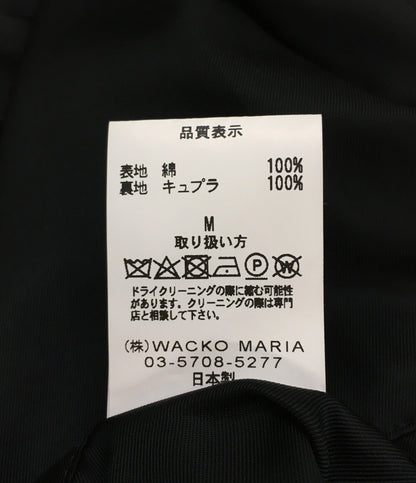 品質表示
表地 綿 100%
裏地 キュプラ 100%
M
取り扱い方
P W
ドライクリーニングの際に縮む可能性
があります。クリーニングの際は専門
店と相談して下さい。
(株)WACKO MARIA
03-5708-5277
日本製